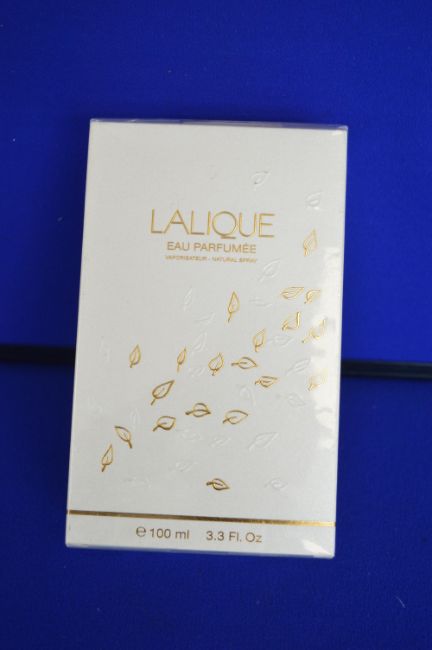 LALIQUE
EAU PARFUMÉE
VAPORISATEUR - NATURAL SPRAY
℮ 100 ml 3.3 Fl. Oz